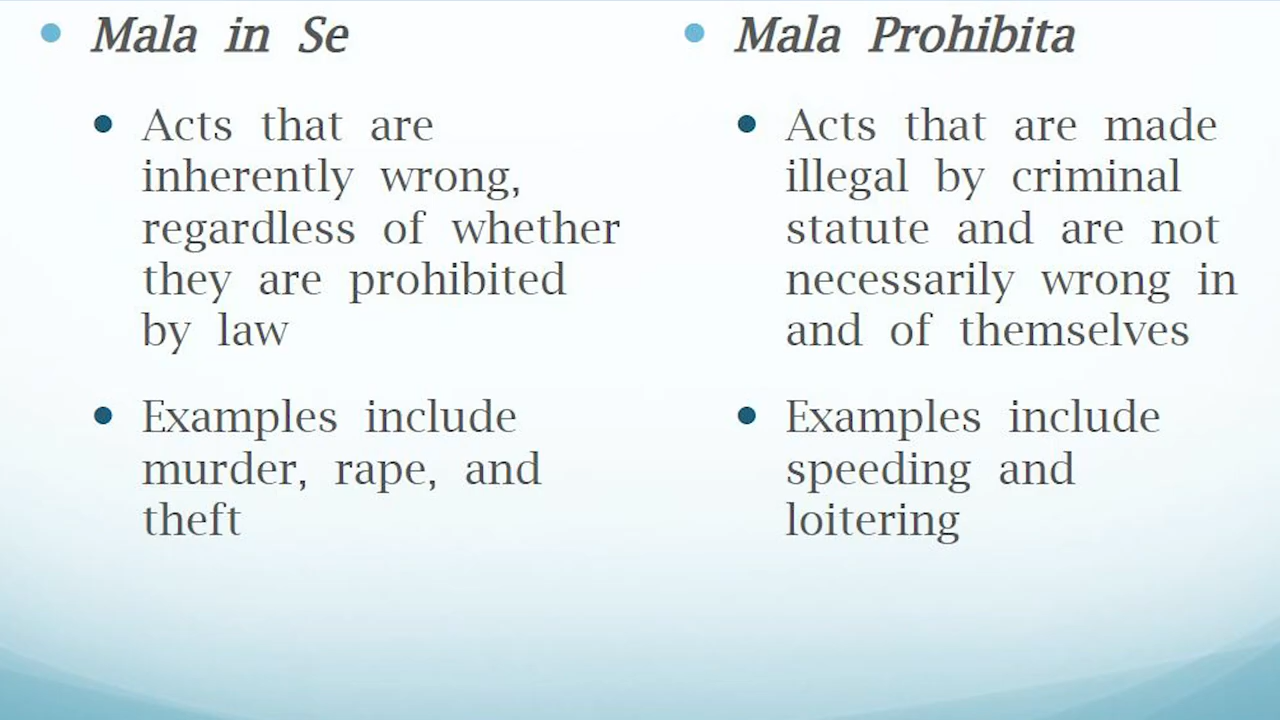 Mala in Se
Acts that are
inherently wrong,
regardless of whether
they are prohibited
by law
Examples include
murder, rape, and
theft
Mala Prohibita
Acts that are made
illegal by criminal
statute and are not
necessarily wrong in
and of themselves
Examples include
speeding and
loitering